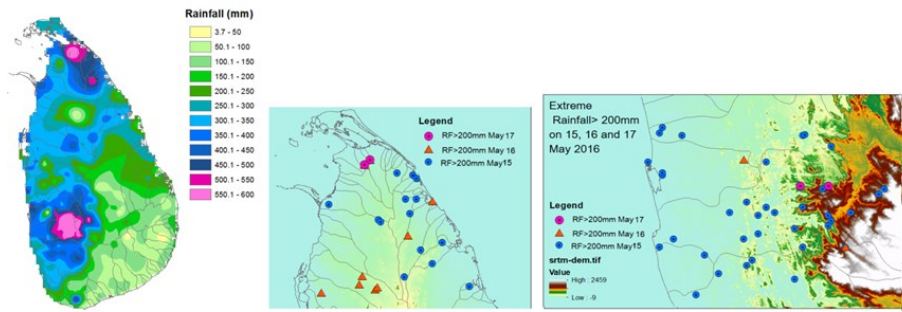 Rainfall (mm)
3.7 - 50
50.1 - 100
100.1 - 150
150.1 - 200
200.1 - 250
250.1 - 300
300.1 - 350
350.1 - 400
400.1 - 450
450.1 - 500
500.1 - 550
550.1 - 600
Legend
RF>200mm May 17
RF>200mm May 16
RF>200mm May15
Extreme
Rainfall> 200mm
on 15, 16 and 17
May 2016
Legend
RF>200mm May 17
RF>200mm May 16
RF>200mm May15
srtm-dem.tif
Value
High : 2459
Low : -9